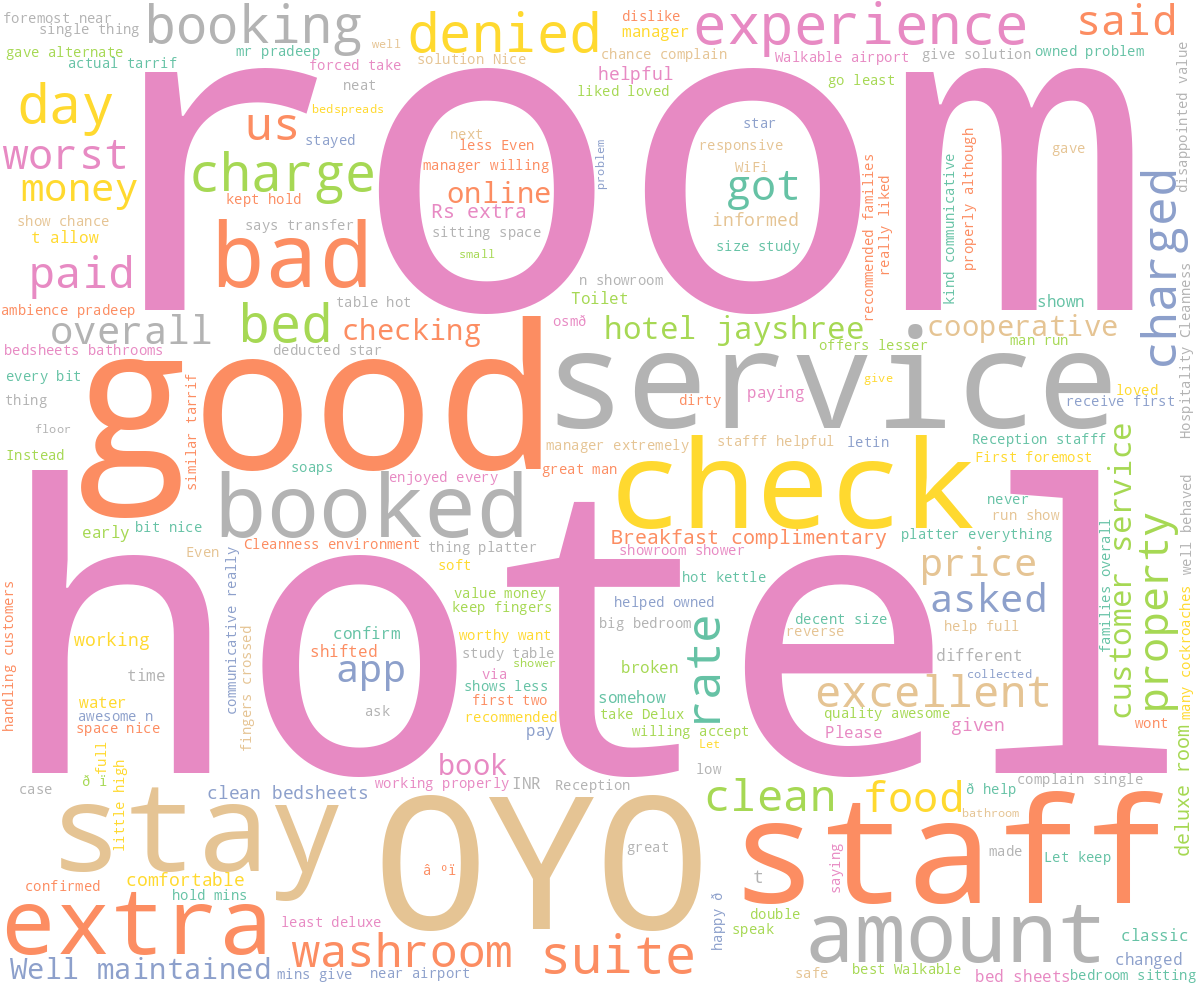 foremost near
single thing
booking
denied
dislike
manager
experience
said
gave alternate
actual tarrif
mr pradeep
forced take
well
solution Nice
chance complain
Walkable airport
give solution
owned problem
helpful
liked loved
go least
neat
bedspreads
day
us
stayed
room
next
less Even
manager willing
online
Rs extra
sitting space
small
problem
star
responsive
WiFi
got
informed
size study
recommended families
really liked
kind communicative
properly although
gave
disappointed value
charged
worst
money
charge
kept hold
show chance
t allow
says transfer
bad
paid
ambience pradeep
table hot
n showroom
Toilet
shown
overall
bed
checking
osmð
hotel jayshree
cooperative
man run
offers lesser
bedsheets bathrooms
deducted star
every bit
thing
similar tarrif
good
service
give
loved
receive first
Hospitality Cleanness
dirty
paying
floor
Instead
soaps
enjoyed every
great man
manager extremely
stafff helpful
letin
Reception stafff
First foremost
check
booked
early
bit nice
never
run show
Breakfast complimentary
platter everything
customer service
property
well behaved
Even
Cleanness environment
thing platter
showroom shower
soft
hot kettle
price
families overall
handling customers
communicative really
value money
keep fingers
helped owned
asked
hotel
working
confirm
shifted
worthy want
study table
shower
big bedroom
decent size
reverse
help full
time
app
via
shows less
first two
broken
rate
different
collected
water
awesome n
space nice
fingers crossed
ask
recommended
pay
somehow
take Delux
willing accept
Let
excellent
quality awesome
Please
given
many cockroaches
wont
full
ð ï
little high
case
book
working properly
INR
Reception
low
complain single
clean bedsheets
clean
food
ð help
bathroom
deluxe room
stay
OYO
great
staff
made
Let keep
â ºï
t
saying
confirmed
comfortable
hold mins
extra
least deluxe
washroom
suite
happy ð
double
speak
amount
classic
Well maintained
mins give
near airport
safe
best Walkable
bed sheets
changed
bedroom sitting